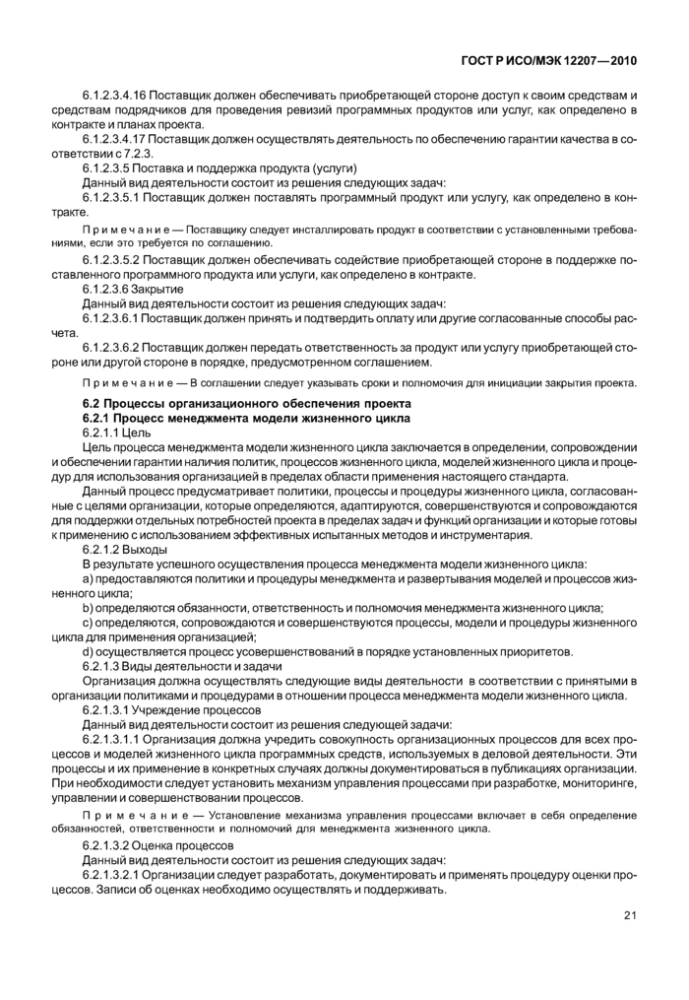 ГОСТ Р ИСО/МЭК 12207—2010
6.1.2.3.4.16 Поставщик должен обеспечивать приобретающей стороне доступ к своим средствам и
средствам подрядчиков для проведения ревизий программных продуктов или услуг, как определено в
контракте и планах проекта.
6.1.2.3.4.17 Поставщик должен осуществлять деятельность по обеспечению гарантии качества в со-
ответствии с 7.2.3.
6.1.2.3.5 Поставка и поддержка продукта (услуги)
Данный вид деятельности состоит из решения следующих задач:
6.1.2.3.5.1 Поставщик должен поставлять программный продукт или услугу, как определено в кон-
тракте.
П р и м е ч а н и е — Поставщику следует инсталлировать продукт в соответствии с установленными требова-
ниями, если это требуется по соглашению.
6.1.2.3.5.2 Поставщик должен обеспечивать содействие приобретающей стороне в поддержке по-
ставленного программного продукта или услуги, как определено в контракте.
6.1.2.3.6 Закрытие
Данный вид деятельности состоит из решения следующих задач:
6.1.2.3.6.1 Поставщик должен принять и подтвердить оплату или другие согласованные способы рас-
чета.
6.1.2.3.6.2 Поставщик должен передать ответственность за продукт или услугу приобретающей сто-
роне или другой стороне в порядке, предусмотренном соглашением.
П р и м е ч а н и е — В соглашении следует указывать сроки и полномочия для инициации закрытия проекта.
6.2 Процессы организационного обеспечения проекта
6.2.1 Процесс менеджмента модели жизненного цикла
6.2.1.1 Цель
Цель процесса менеджмента модели жизненного цикла заключается в определении, сопровождении
и обеспечении гарантии наличия политик, процессов жизненного цикла, моделей жизненного цикла и проце-
дур для использования организацией в пределах области применения настоящего стандарта.
Данный процесс предусматривает политики, процессы и процедуры жизненного цикла, согласован-
ные с целями организации, которые определяются, адаптируются, совершенствуются и сопровождаются
для поддержки отдельных потребностей проекта в пределах задач и функций организации и которые готовы
к применению с использованием эффективных испытанных методов и инструментария.
6.2.1.2 Выходы
В результате успешного осуществления процесса менеджмента модели жизненного цикла:
a) предоставляются политики и процедуры менеджмента и развертывания моделей и процессов жиз-
ненного цикла;
b) определяются обязанности, ответственность и полномочия менеджмента жизненного цикла;
c) определяются, сопровождаются и совершенствуются процессы, модели и процедуры жизненного
цикла для применения организацией;
d) осуществляется процесс усовершенствований в порядке установленных приоритетов.
6.2.1.3 Виды деятельности и задачи
Организация должна осуществлять следующие виды деятельности в соответствии с принятыми в
организации политиками и процедурами в отношении процесса менеджмента модели жизненного цикла.
6.2.1.3.1 Учреждение процессов
Данный вид деятельности состоит из решения следующей задачи:
6.2.1.3.1.1 Организация должна учредить совокупность организационных процессов для всех про-
цессов и моделей жизненного цикла программных средств, используемых в деловой деятельности. Эти
процессы и их применение в конкретных случаях должны документироваться в публикациях организации.
При необходимости следует установить механизм управления процессами при разработке, мониторинге,
управлении и совершенствовании процессов.
П р и м е ч а н и е — Установление механизма управления процессами включает в себя определение
обязанностей, ответственности и полномочий для менеджмента жизненного цикла.
6.2.1.3.2 Оценка процессов
Данный вид деятельности состоит из решения следующих задач:
6.2.1.3.2.1 Организации следует разработать, документировать и применять процедуру оценки про-
цессов. Записи об оценках необходимо осуществлять и поддерживать.
21